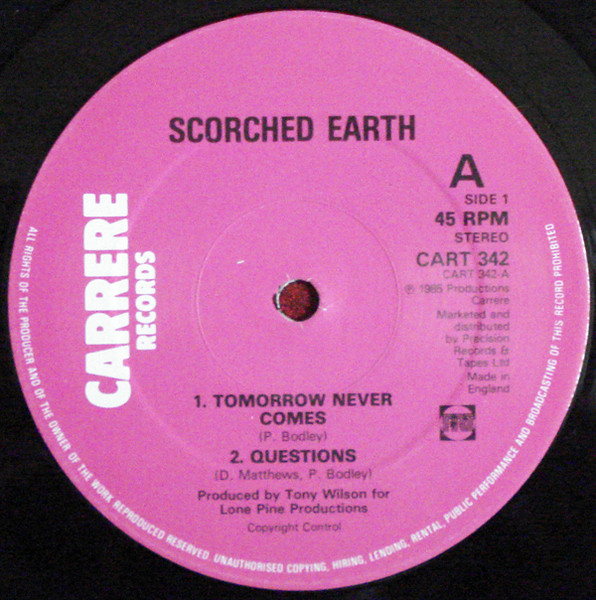 SCORCHED EARTH
A
SIDE 1
45 RPM
STEREO
CART 342
CART 342-A
℗ 1985 Productions
Carrere
Marketed and
distributed
by Precision
Records &
Tapes Ltd
Made in
England
CARRERE
RECORDS
1. TOMORROW NEVER
COMES
(P. Bodley)
2. QUESTIONS
(D. Matthews, P. Bodley)
Produced by Tony Wilson for
Lone Pine Productions
Copyright Control
ALL RIGHTS OF THE PRODUCER AND OF THE OWNER OF THE WORK REPRODUCED RESERVED. UNAUTHORISED COPYING, HIRING, LENDING, RENTAL, PUBLIC PERFORMANCE AND BROADCASTING OF THIS RECORD PROHIBITED